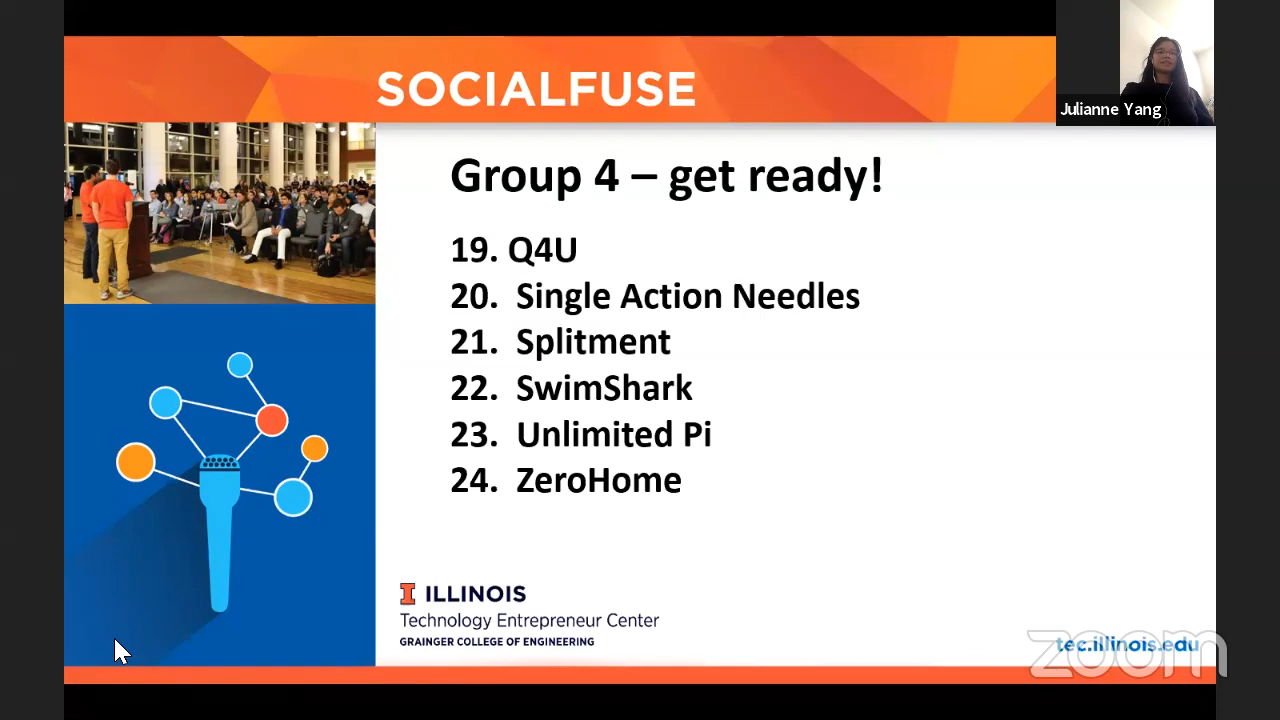 SOCIALFUSE
Julianne Yang
Group 4 – get ready!
19. Q4U
20. Single Action Needles
21. Splitment
22. SwimShark
23. Unlimited Pi
24. ZeroHome
I ILLINOIS
Technology Entrepreneur Center
GRAINGER COLLEGE OF ENGINEERING
tec.illinois.edu
zoom